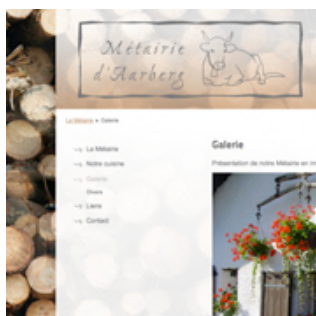 Métairie
d'Aarberg
La Métairie ▸ Galerie
La Métairie
Notre cuisine
Galerie
Divers
Liens
Contact
Galerie
Présentation de notre Métairie en